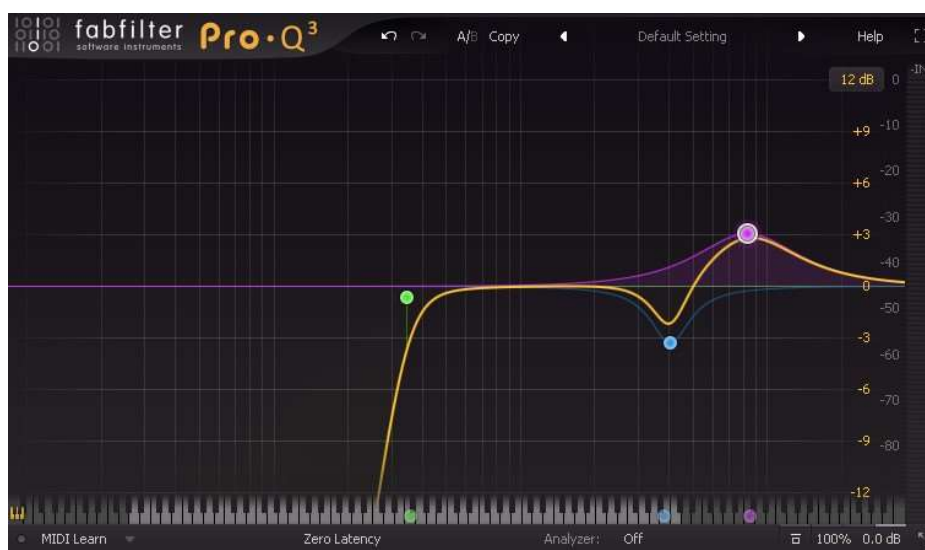 fabfilter Pro·Q³
software instruments
A/B Copy Default Setting Help
-IN
12 dB 0
+9 -10
+6 -20
+3 -30
-40
0
-50
-3
-60
-6
-70
-9 -80
-12
MIDI Learn Zero Latency Analyzer: Off 100% 0.0 dB